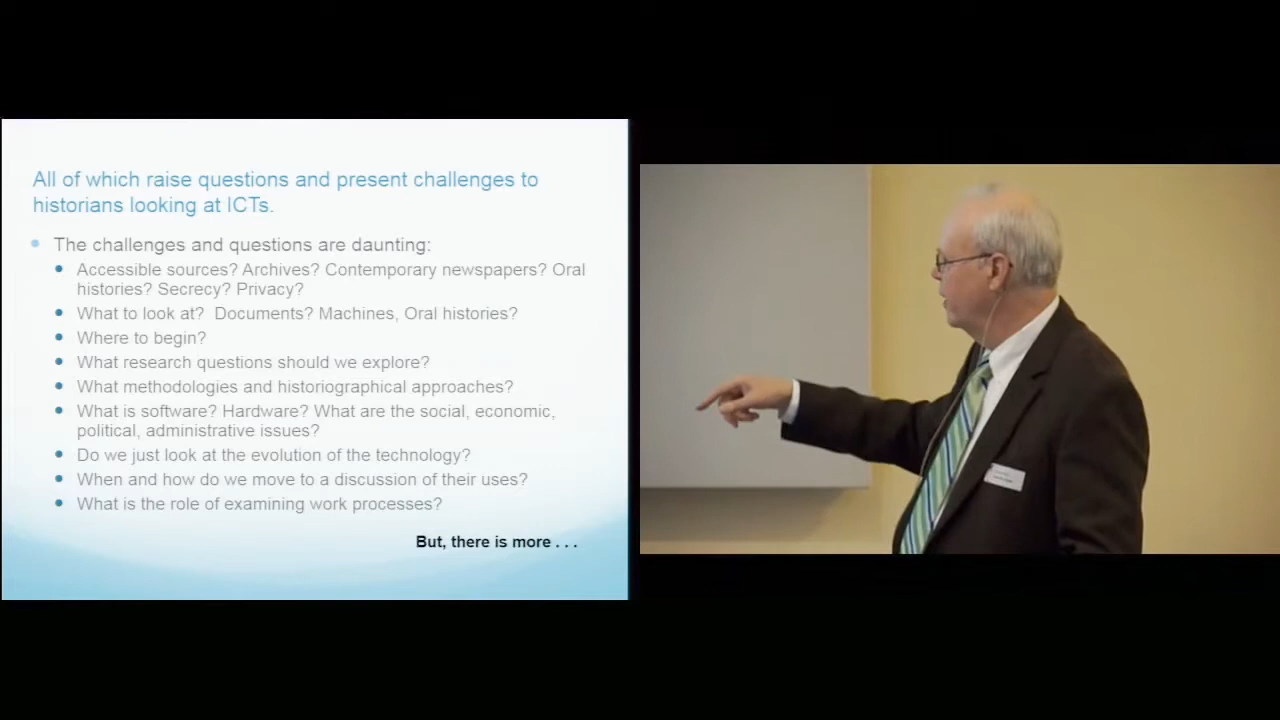 All of which raise questions and present challenges to
historians looking at ICTs.
The challenges and questions are daunting:
Accessible sources? Archives? Contemporary newspapers? Oral
histories? Secrecy? Privacy?
What to look at?  Documents? Machines, Oral histories?
Where to begin?
What research questions should we explore?
What methodologies and historiographical approaches?
What is software? Hardware? What are the social, economic,
political, administrative issues?
Do we just look at the evolution of the technology?
When and how do we move to a discussion of their uses?
What is the role of examining work processes?
But, there is more . . .